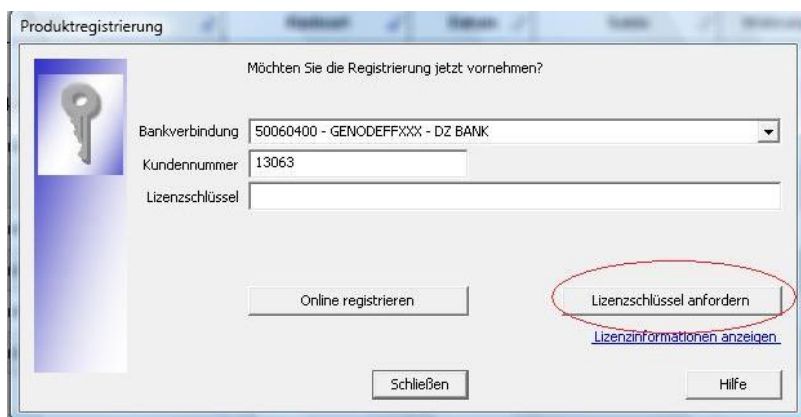 Produktregistrierung
Möchten Sie die Registrierung jetzt vornehmen?
Bankverbindung 50060400 - GENODEFFXXX - DZ BANK
Kundennummer 13063
Lizenzschlüssel
Online registrieren Lizenzschlüssel anfordern
Lizenzinformationen anzeigen
Schließen Hilfe